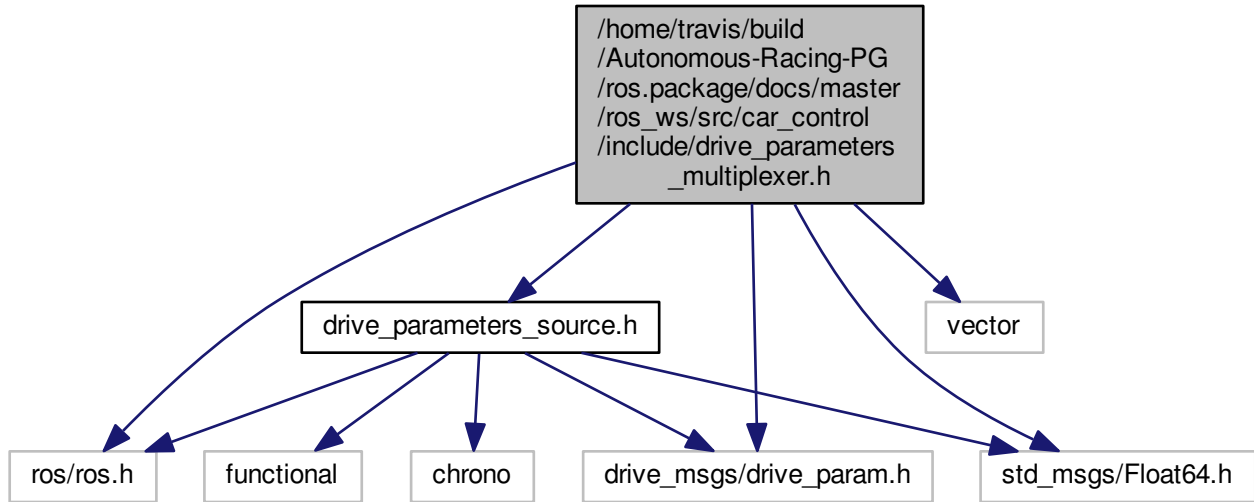 /home/travis/build
/Autonomous-Racing-PG
/ros.package/docs/master
/ros_ws/src/car_control
/include/drive_parameters
_multiplexer.h
drive_parameters_source.h
vector
ros/ros.h
functional
chrono
drive_msgs/drive_param.h
std_msgs/Float64.h